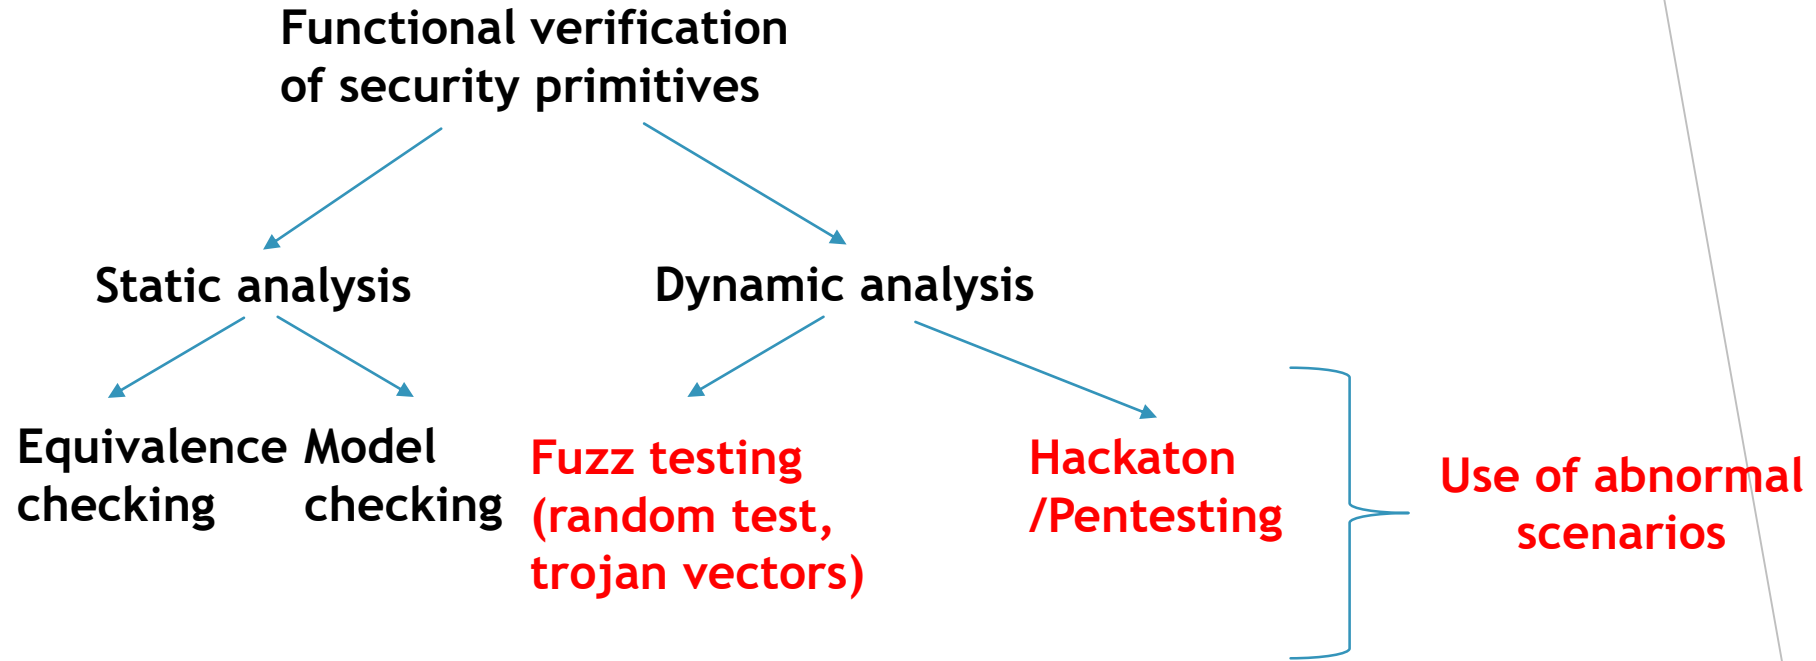 Functional verification
of security primitives
Static analysis
Dynamic analysis
Equivalence
checking
Model
checking
Fuzz testing
(random test,
trojan vectors)
Hackaton
/Pentesting
Use of abnormal
scenarios